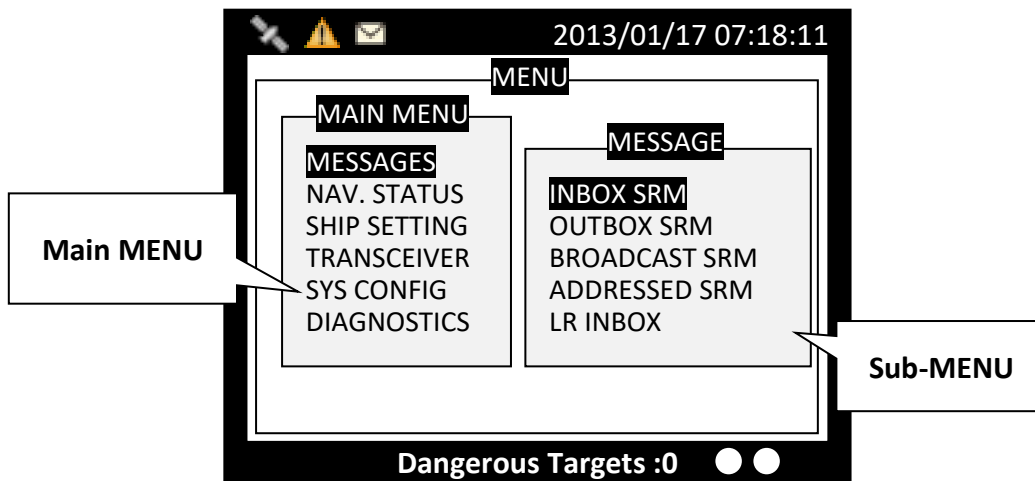 2013/01/17 07:18:11
MENU
MAIN MENU
MESSAGES
NAV. STATUS
SHIP SETTING
TRANSCEIVER
SYS CONFIG
DIAGNOSTICS
MESSAGE
INBOX SRM
OUTBOX SRM
BROADCAST SRM
ADDRESSED SRM
LR INBOX
Main MENU
Sub-MENU
Dangerous Targets :0